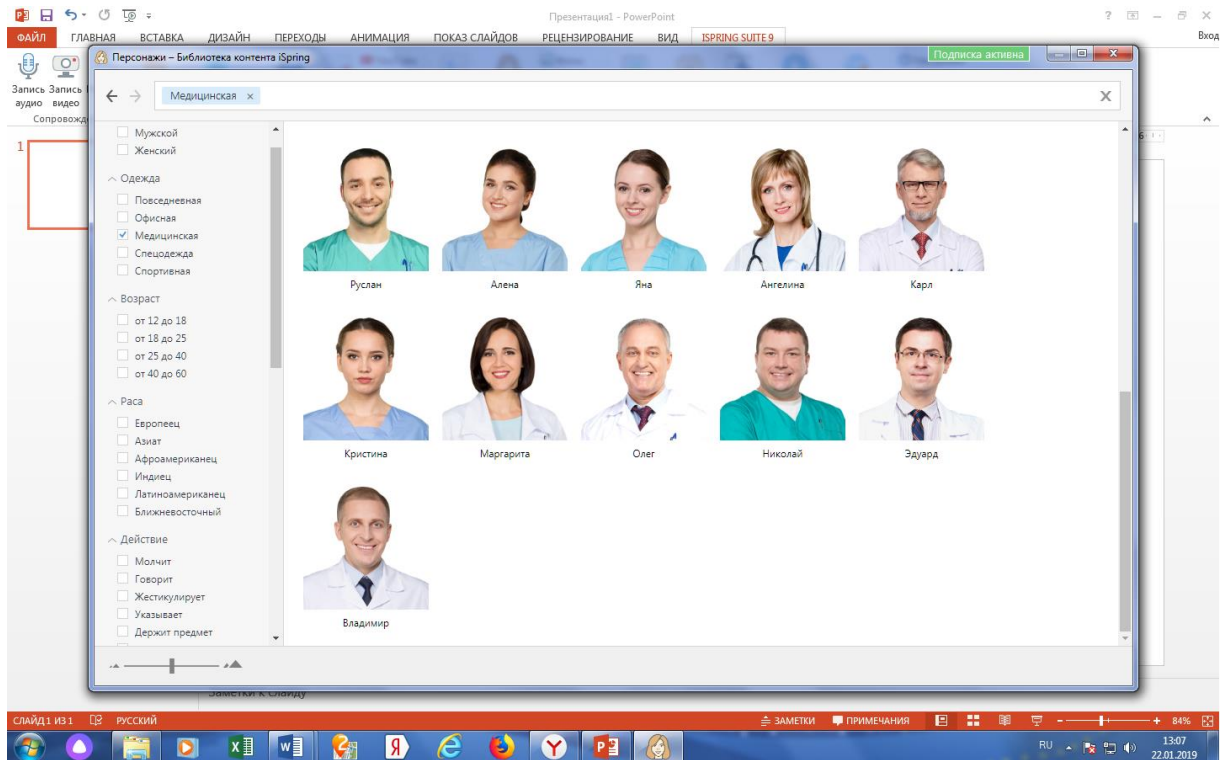 Презентация1 - PowerPoint
ФАЙЛ ГЛАВНАЯ ВСТАВКА ДИЗАЙН ПЕРЕХОДЫ АНИМАЦИЯ ПОКАЗ СЛАЙДОВ РЕЦЕНЗИРОВАНИЕ ВИД ISPRING SUITE 9 Вход
Персонажи – Библиотека контента iSpring Подписка активна
Запись Запись
аудио видео
Сопровожд
Медицинская
1
6
Мужской
Женский
Одежда
Повседневная
Офисная
Медицинская
Спецодежда
Спортивная
Возраст
от 12 до 18
от 18 до 25
от 25 до 40
от 40 до 60
Раса
Европеец
Азиат
Афроамериканец
Индиец
Латиноамериканец
Ближневосточный
Действие
Молчит
Говорит
Жестикулирует
Указывает
Держит предмет
Руслан Алена Яна Ангелина Карл
Кристина Маргарита Олег Николай Эдуард
Владимир
Заметки к слайду
СЛАЙД 1 ИЗ 1 РУССКИЙ ЗАМЕТКИ ПРИМЕЧАНИЯ 84%
RU 13:07
22.01.2019